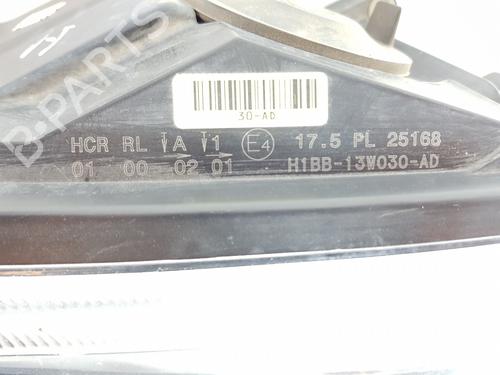 B-PARTS
30-AD
HCR RL A 1 E4 17.5 PL 25168
01 00 02 01 H1BB-13W030-AD